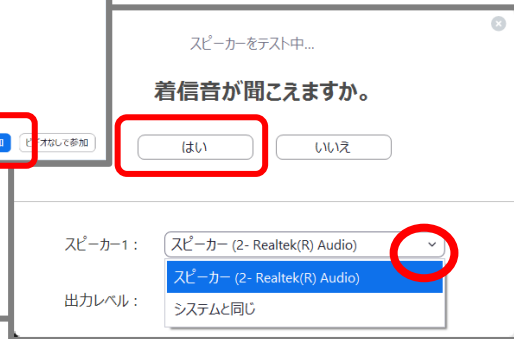 スピーカーをテスト中...
着信音が聞こえますか。
ビデオなしで参加
はい
いいえ
スピーカー1：
スピーカー (2- Realtek(R) Audio)
スピーカー (2- Realtek(R) Audio)
出力レベル：
システムと同じ